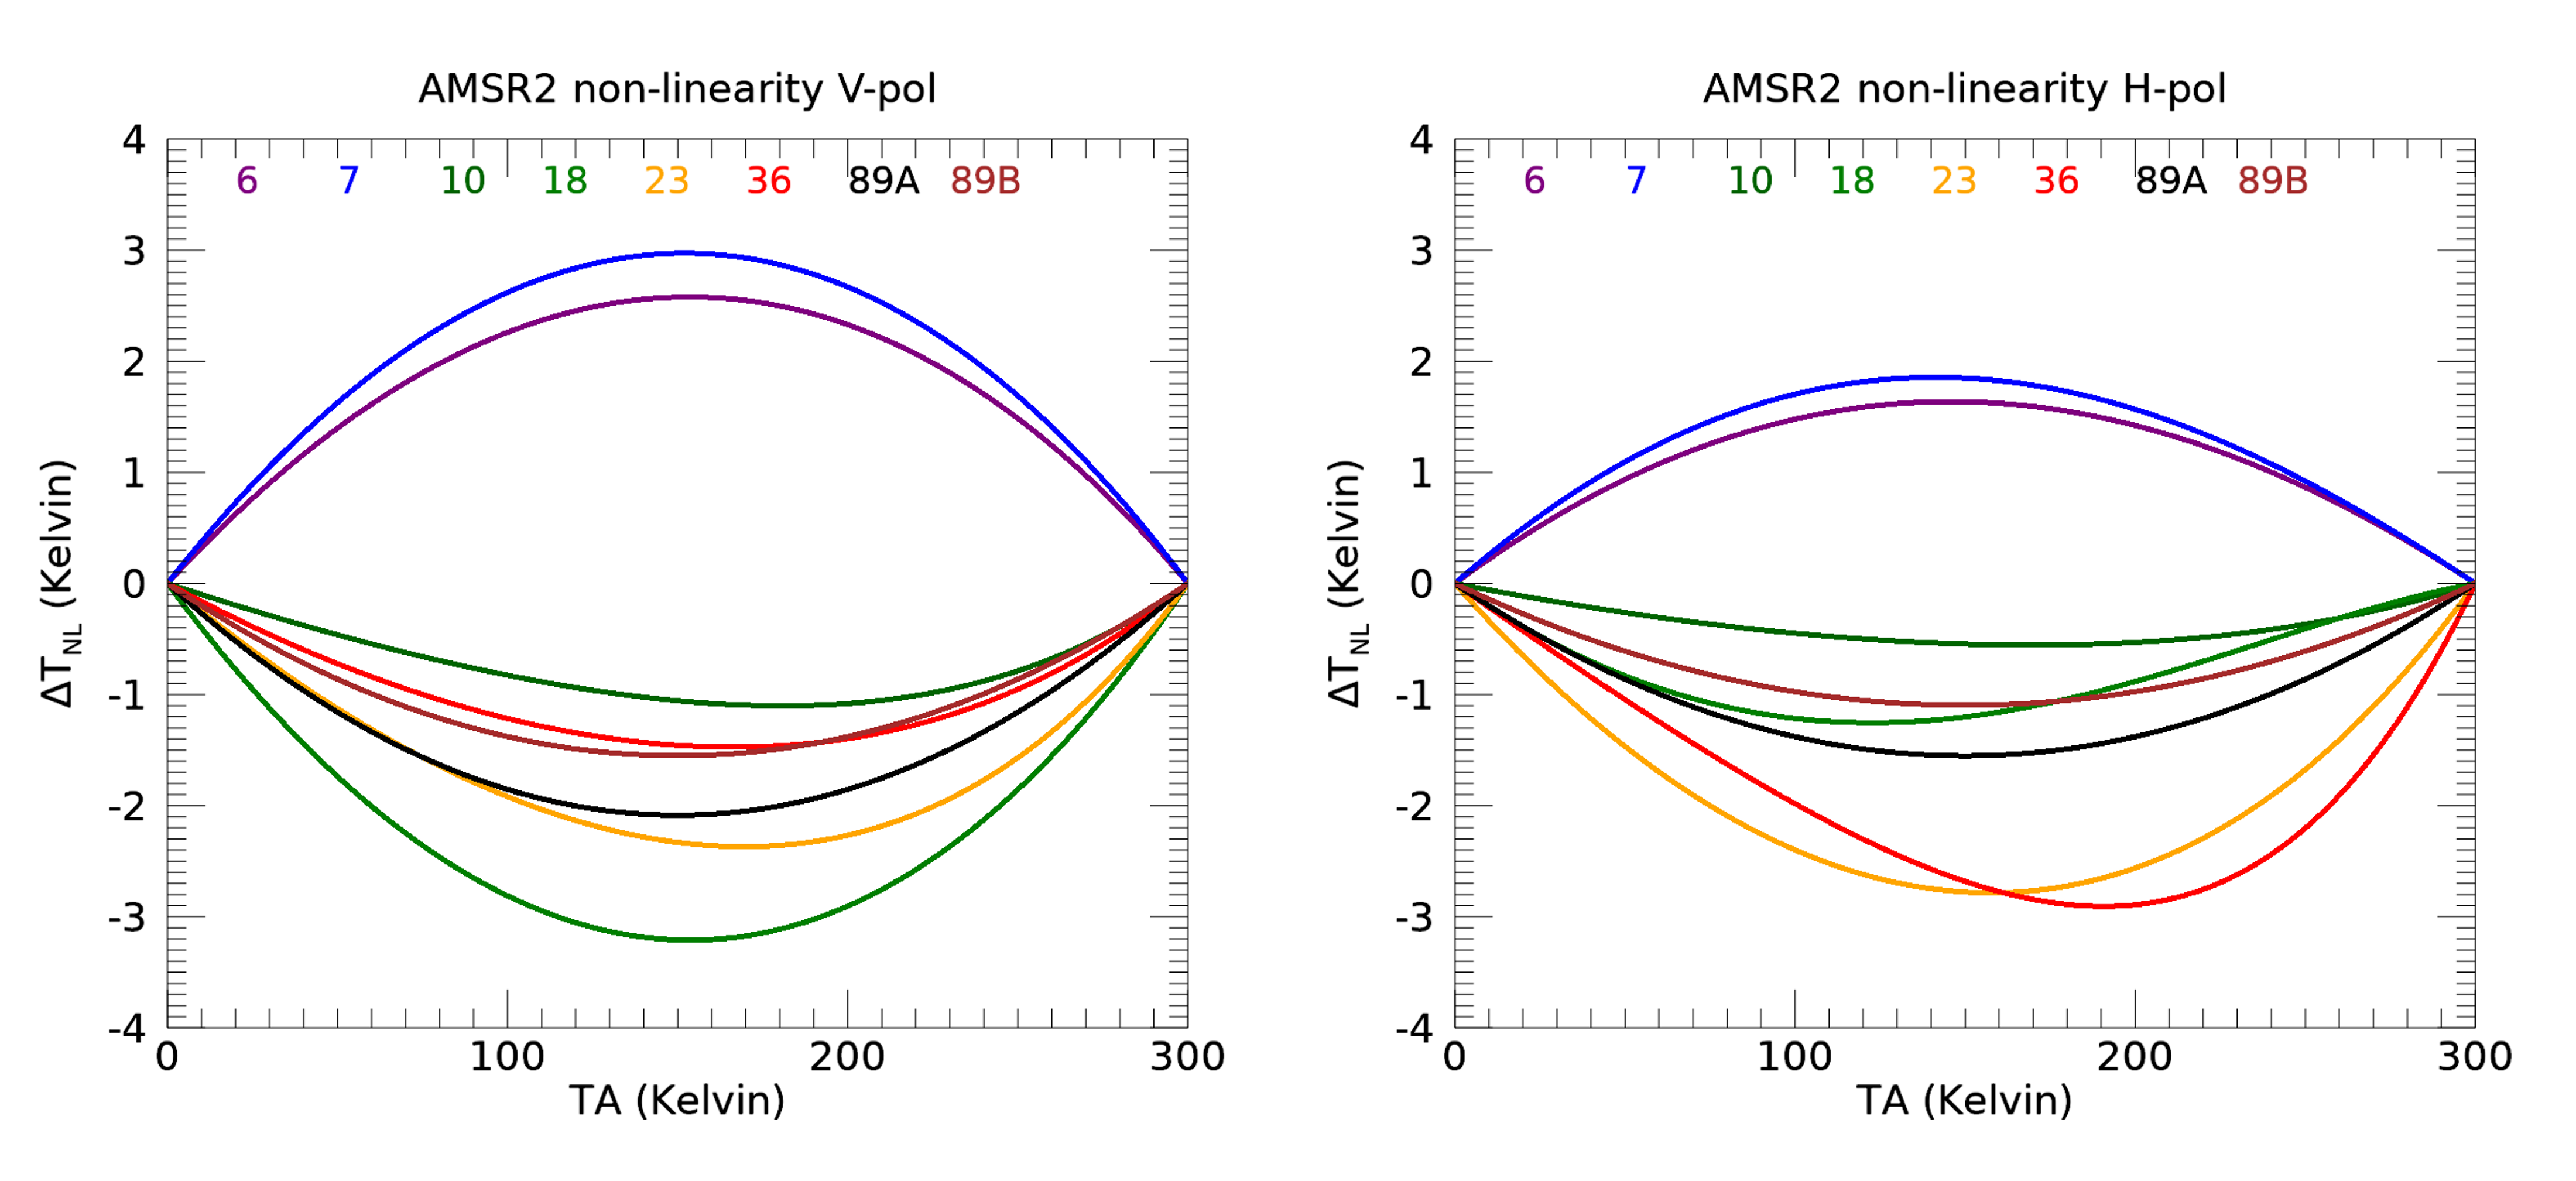 AMSR2 non-linearity V-pol
4
6 7 10 18 23 36 89A 89B
3
2
1
0
-1
-2
-3
-4
ΔTNL (Kelvin)
0 100 200 300
TA (Kelvin)
AMSR2 non-linearity H-pol
4
6 7 10 18 23 36 89A 89B
3
2
1
0
-1
-2
-3
-4
ΔTNL (Kelvin)
0 100 200 300
TA (Kelvin)